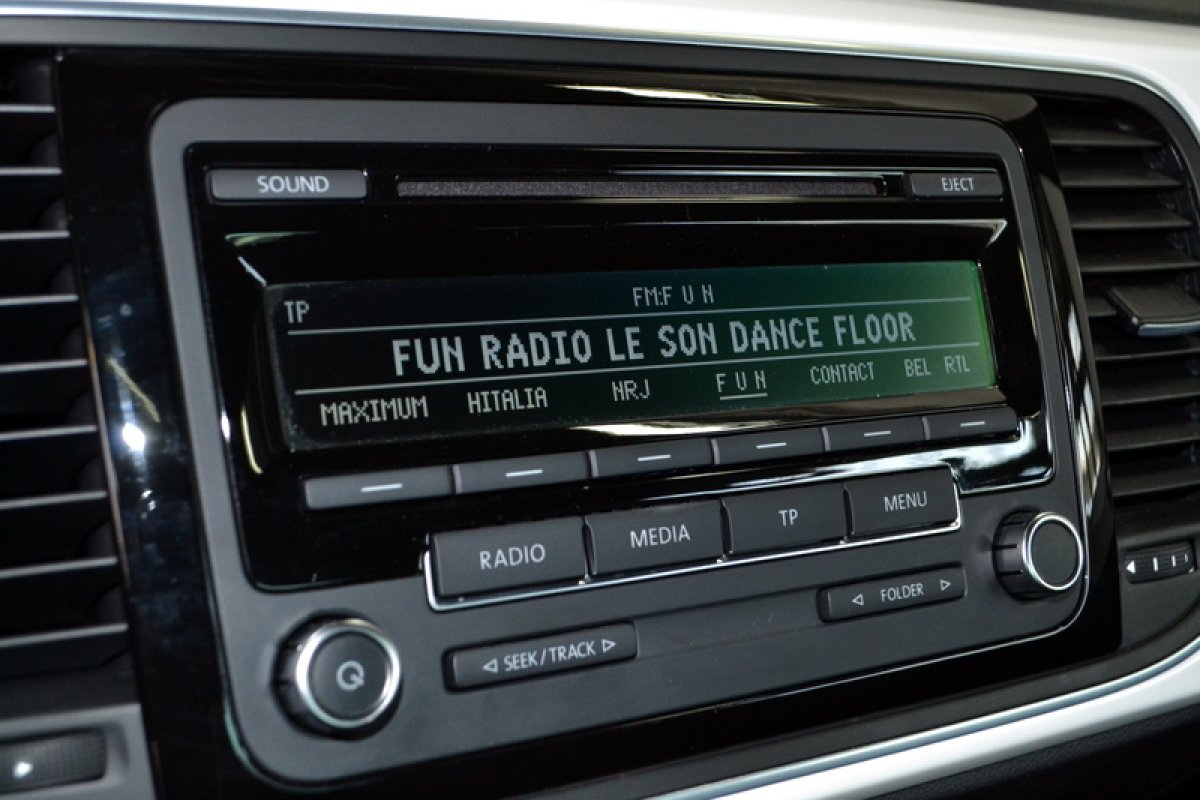 SOUND EJECT
TP FM:F U N
FUN RADIO LE SON DANCE FLOOR
MAXIMUM HITALIA NRJ F U N CONTACT BEL RTL
RADIO MEDIA TP MENU
FOLDER
SEEK/TRACK